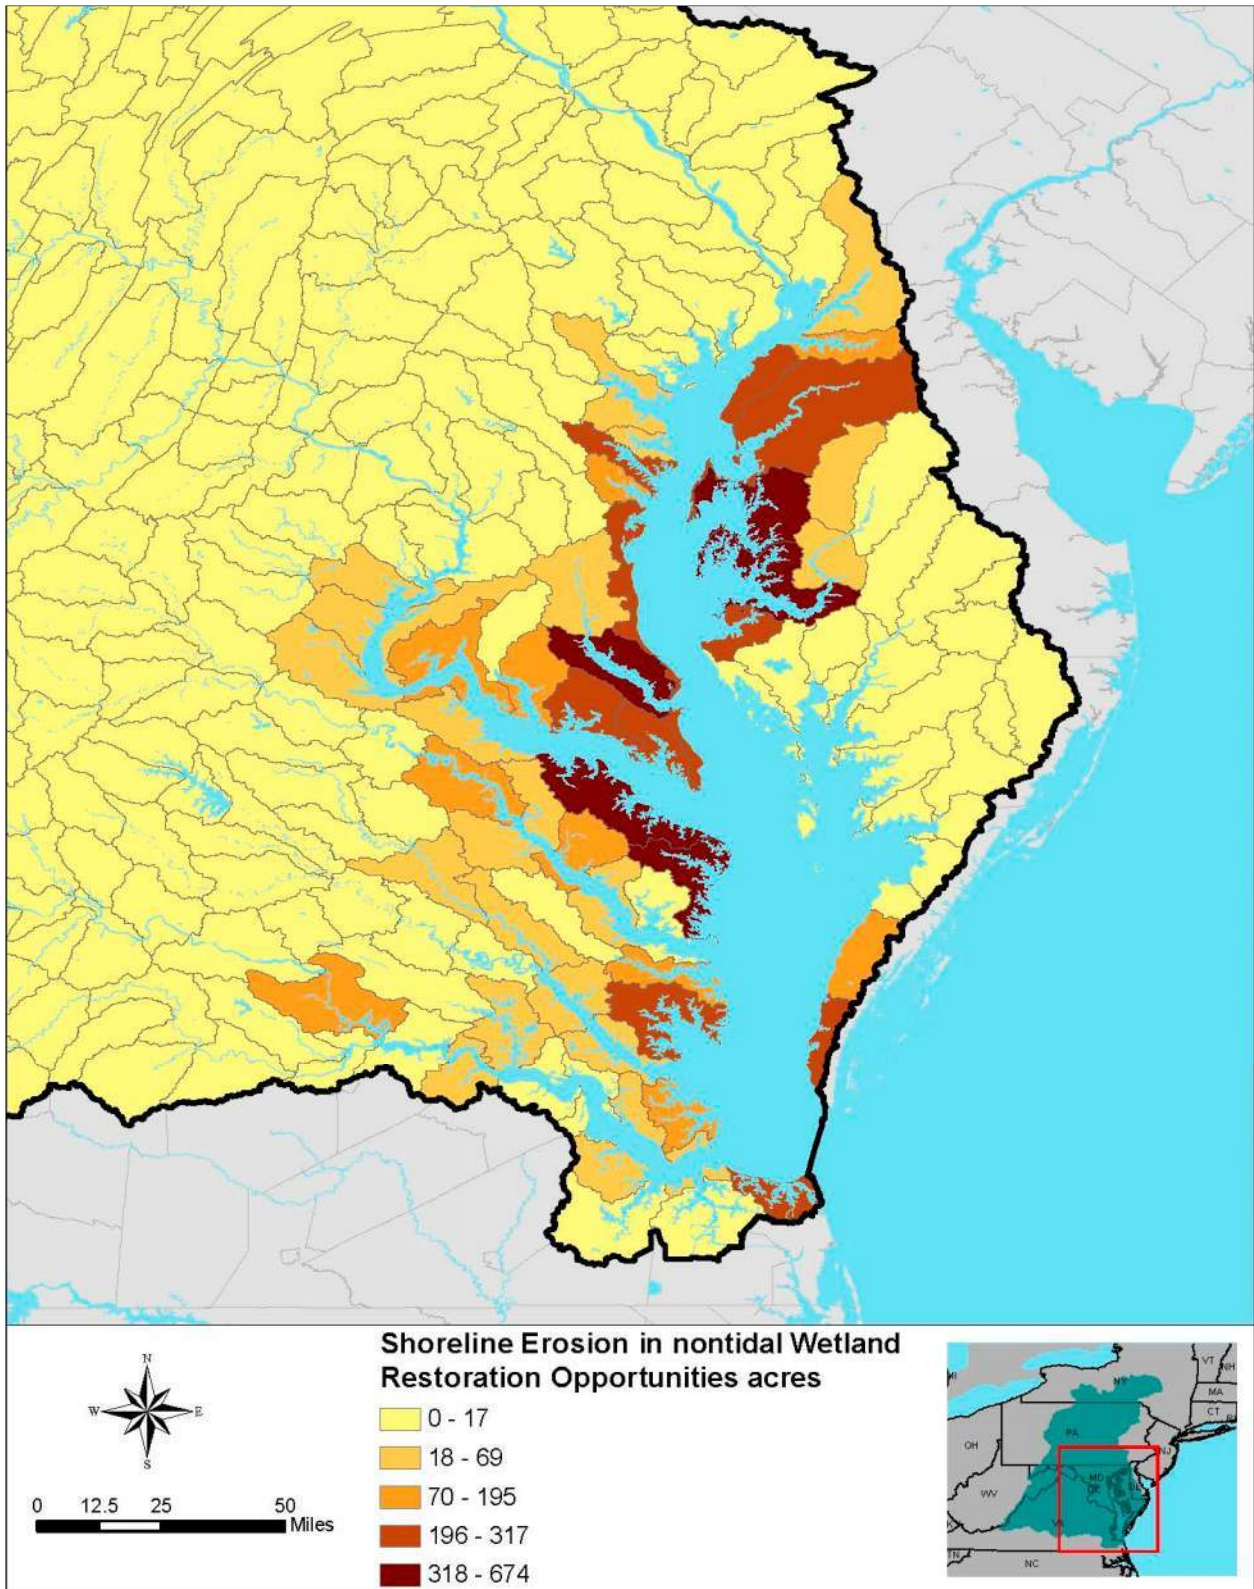 Shoreline Erosion in nontidal Wetland
Restoration Opportunities acres
0 - 17
18 - 69
70 - 195
196 - 317
318 - 674
N
W
E
S
0 12.5 25 50
Miles
VT
NH
NY
MA
CT
PA
NJ
OH
MD
DE
DC
WV
VA
TN
NC